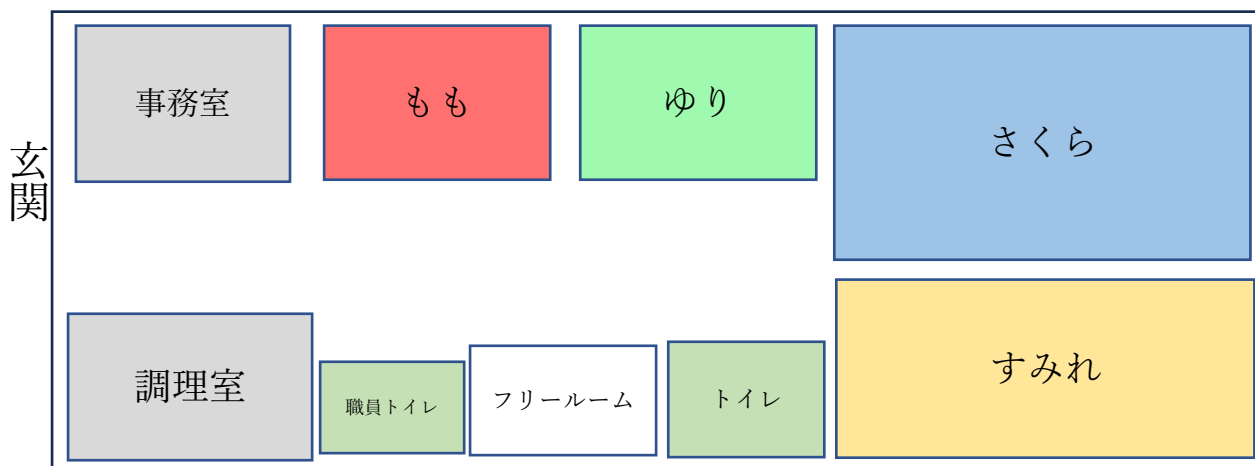 玄関
事務室
もも
ゆり
さくら
調理室
職員トイレ
フリールーム
トイレ
すみれ